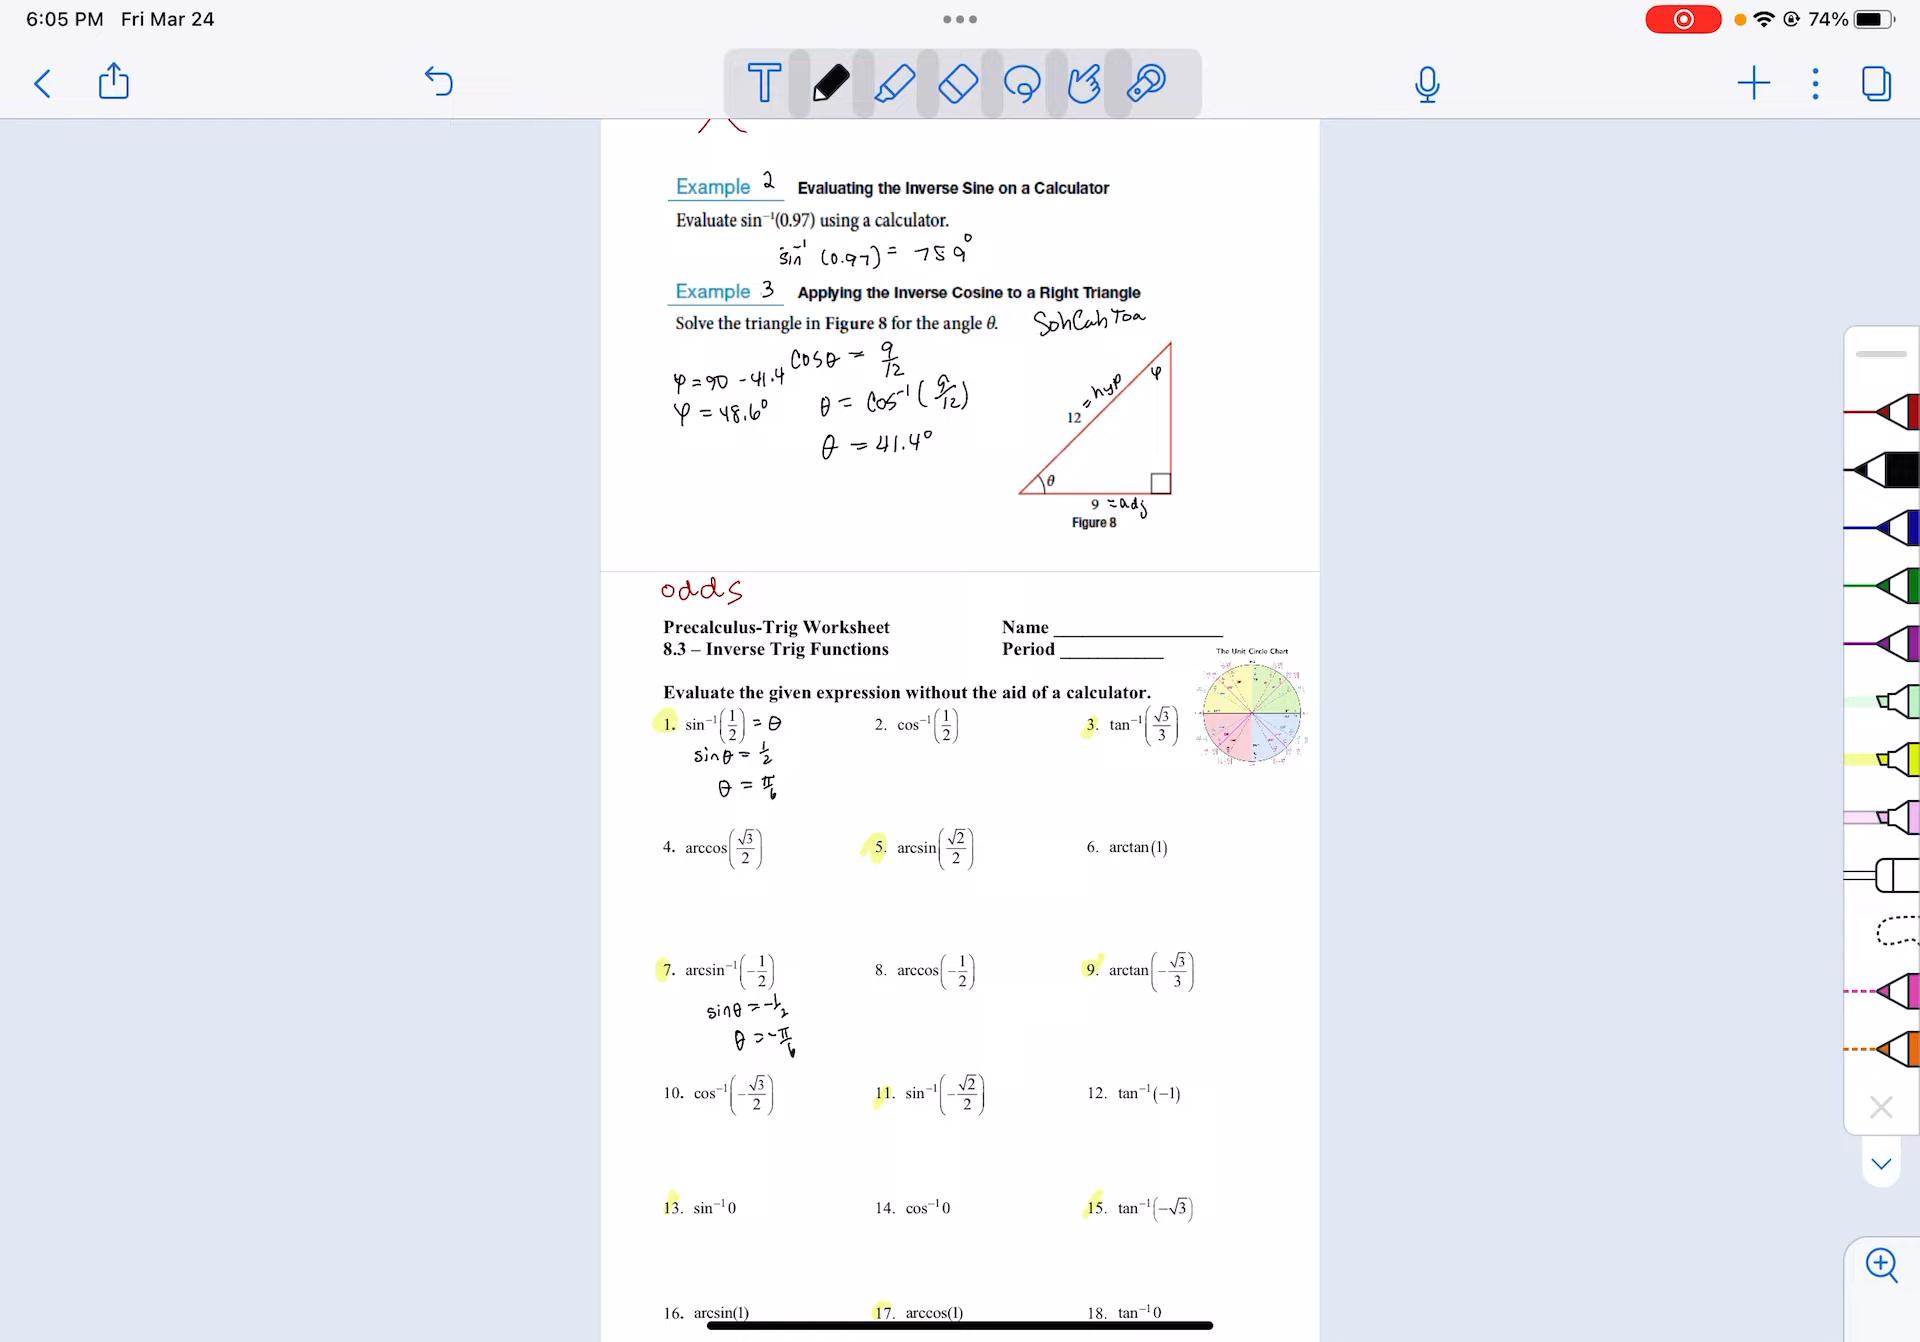 6:05 PM Fri Mar 24
74%
Example 2 Evaluating the Inverse Sine on a Calculator
Evaluate sin⁻¹(0.97) using a calculator.
sin⁻¹ (0.97) = 75.9°
Example 3 Applying the Inverse Cosine to a Right Triangle
Solve the triangle in Figure 8 for the angle θ.
SohCahToa
cosθ = 9/12
φ = 90 - 41.4
φ = 48.6°
θ = cos⁻¹(9/12)
θ = 41.4°
12 = hyp
φ
θ
9 = adj
Figure 8
odds
Precalculus-Trig Worksheet Name
8.3 – Inverse Trig Functions Period
The Unit Circle Chart
Evaluate the given expression without the aid of a calculator.
1. sin⁻¹(1/2) = θ 2. cos⁻¹(1/2) 3. tan⁻¹(√3/3)
sinθ = 1/2
θ = π/6
4. arccos(√3/2) 5. arcsin(√2/2) 6. arctan(1)
7. arcsin⁻¹(-1/2) 8. arccos(-1/2) 9. arctan(-√3/3)
sinθ = -1/2
θ = -π/6
10. cos⁻¹(-√3/2) 11. sin⁻¹(-√2/2) 12. tan⁻¹(−1)
13. sin⁻¹0 14. cos⁻¹0 15. tan⁻¹(−√3)
16. arcsin(1) 17. arccos(1) 18. tan⁻¹0